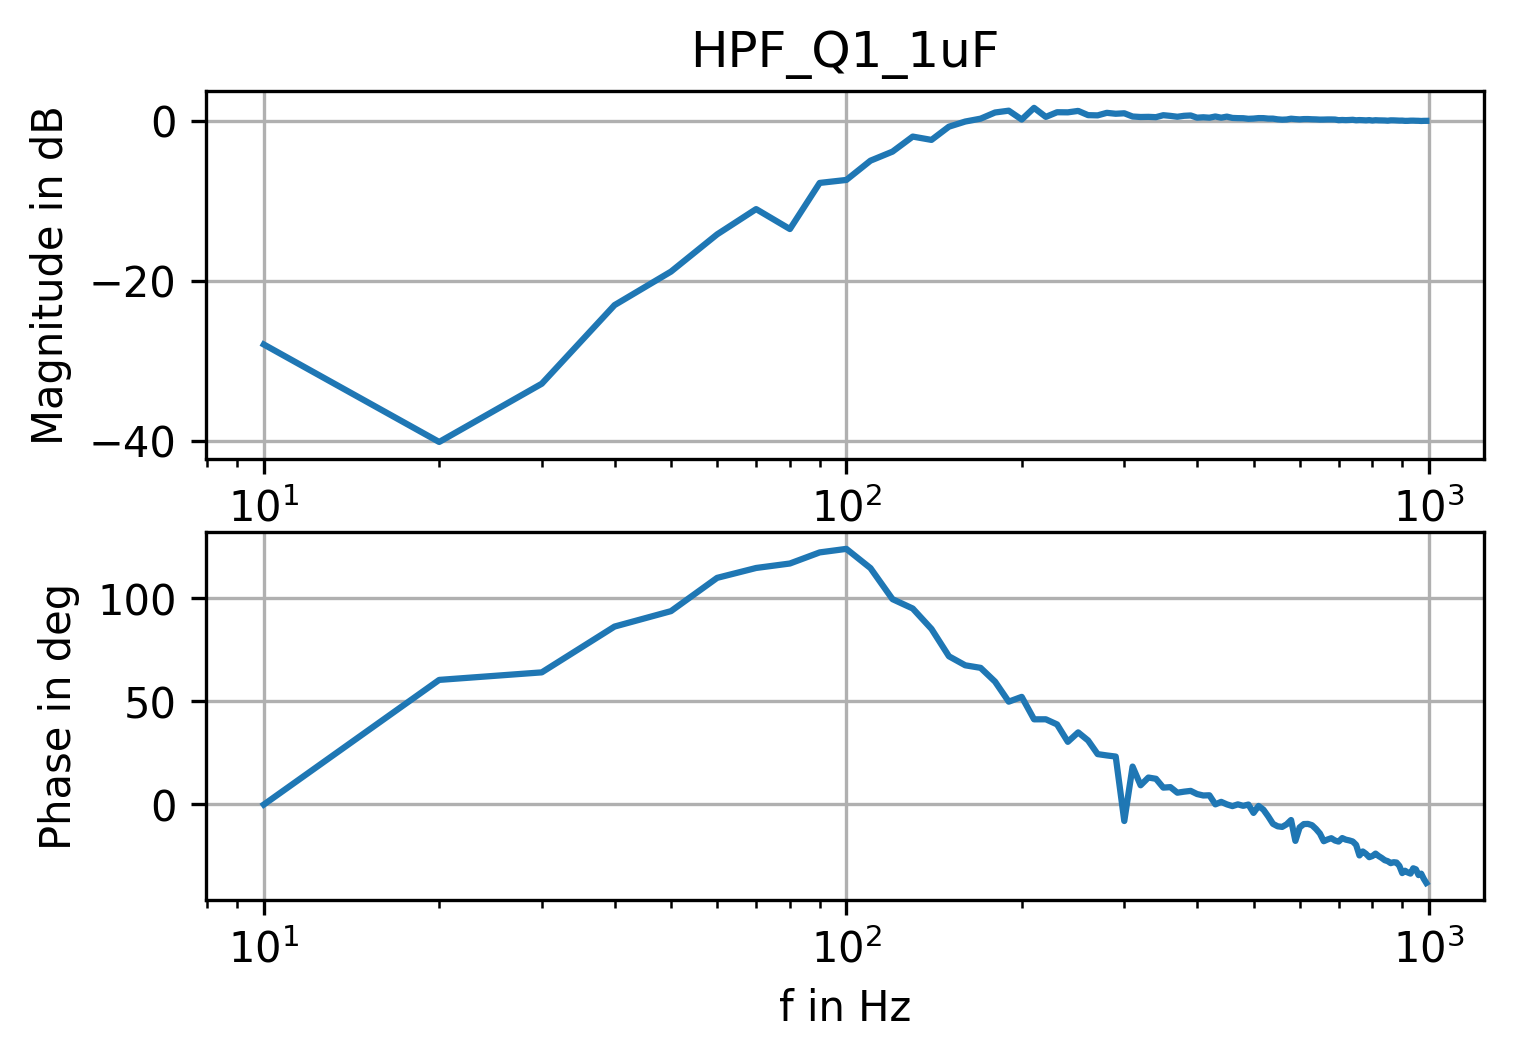 HPF_Q1_1uF
Magnitude in dB
0
−20
−40
10¹ 10² 10³
Phase in deg
100
50
0
10¹ 10² 10³
f in Hz